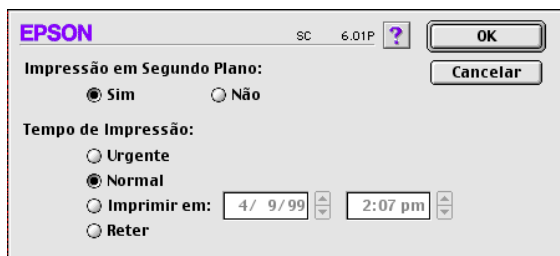 EPSON SC 6.01P ? OK
Impressão em Segundo Plano: Cancelar
Sim Não
Tempo de Impressão:
Urgente
Normal
Imprimir em: 4/ 9/99 2:07 pm
Reter